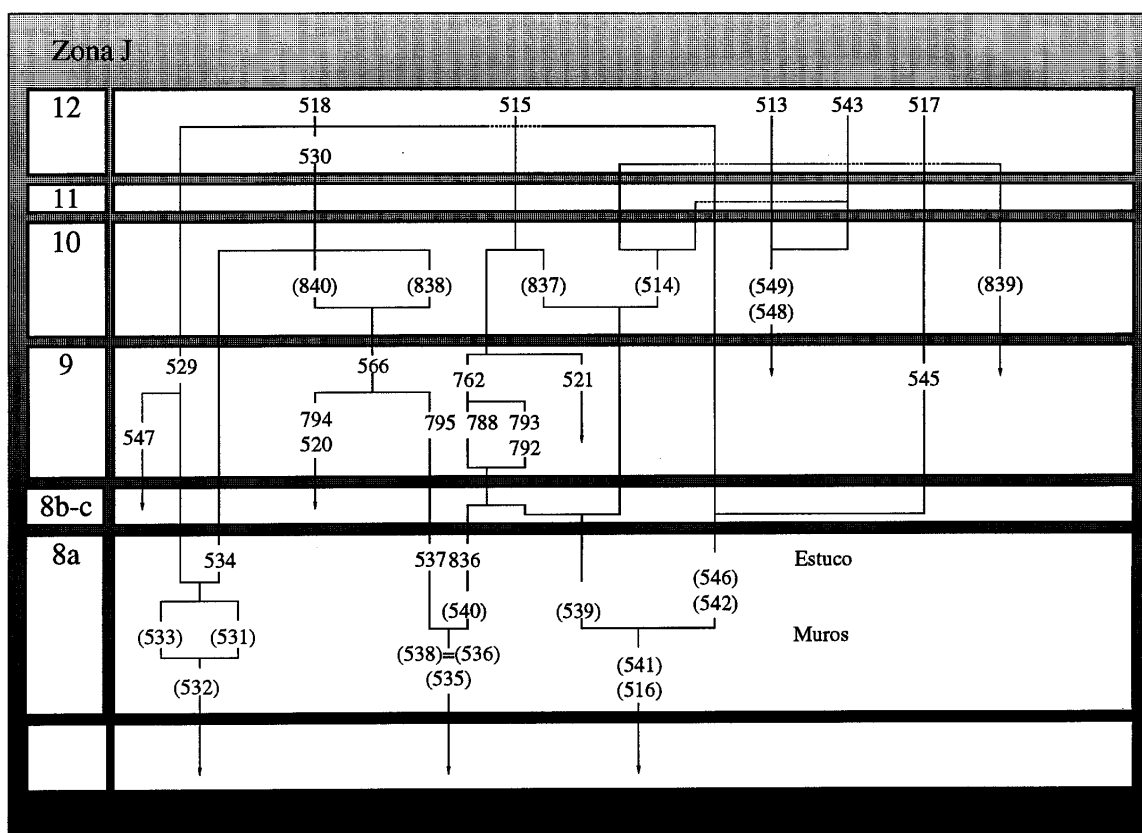 Zona J
12 518 515 513 543 517
530
11
10
(840) (838) (837) (514) (549) (839)
(548)
9 529 566 762 521 545
794 795 788 793
547 520 792
8b-c
8a 534 537 836 Estuco
(546)
(542)
(540) (539)
(533) (531) Muros
(538)=(536) (541)
(532) (535) (516)